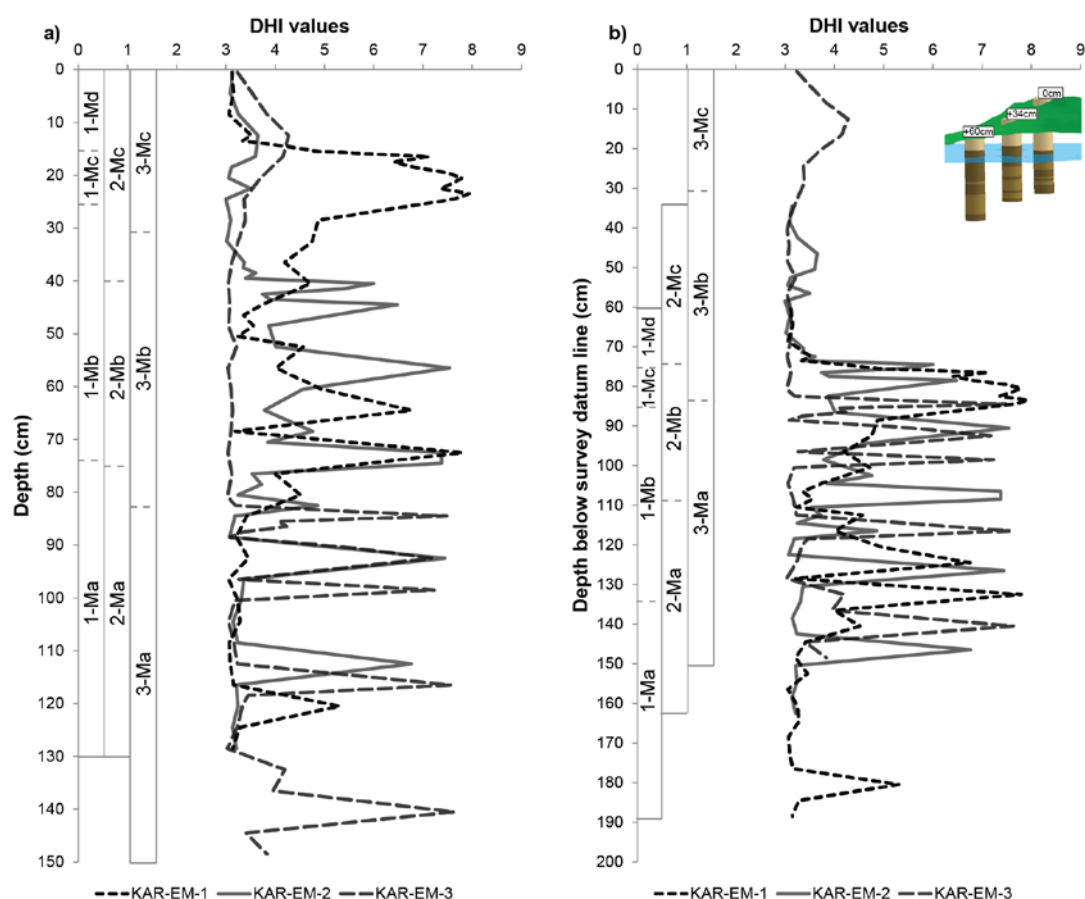 a)
DHI values
0 1 2 3 4 5 6 7 8 9
Depth (cm)
0
10
20
30
40
50
60
70
80
90
100
110
120
130
140
150
1-Md
1-Mc
1-Mb
1-Ma
2-Mc
2-Mb
2-Ma
3-Mc
3-Mb
3-Ma
KAR-EM-1 KAR-EM-2 KAR-EM-3
b)
DHI values
0 1 2 3 4 5 6 7 8 9
Depth below survey datum line (cm)
0
10
20
30
40
50
60
70
80
90
100
110
120
130
140
150
160
170
180
190
200
1-Md
1-Mc
1-Mb
1-Ma
2-Mc
2-Mb
2-Ma
3-Mc
3-Mb
3-Ma
0cm
+34cm
+60cm
KAR-EM-1 KAR-EM-2 KAR-EM-3